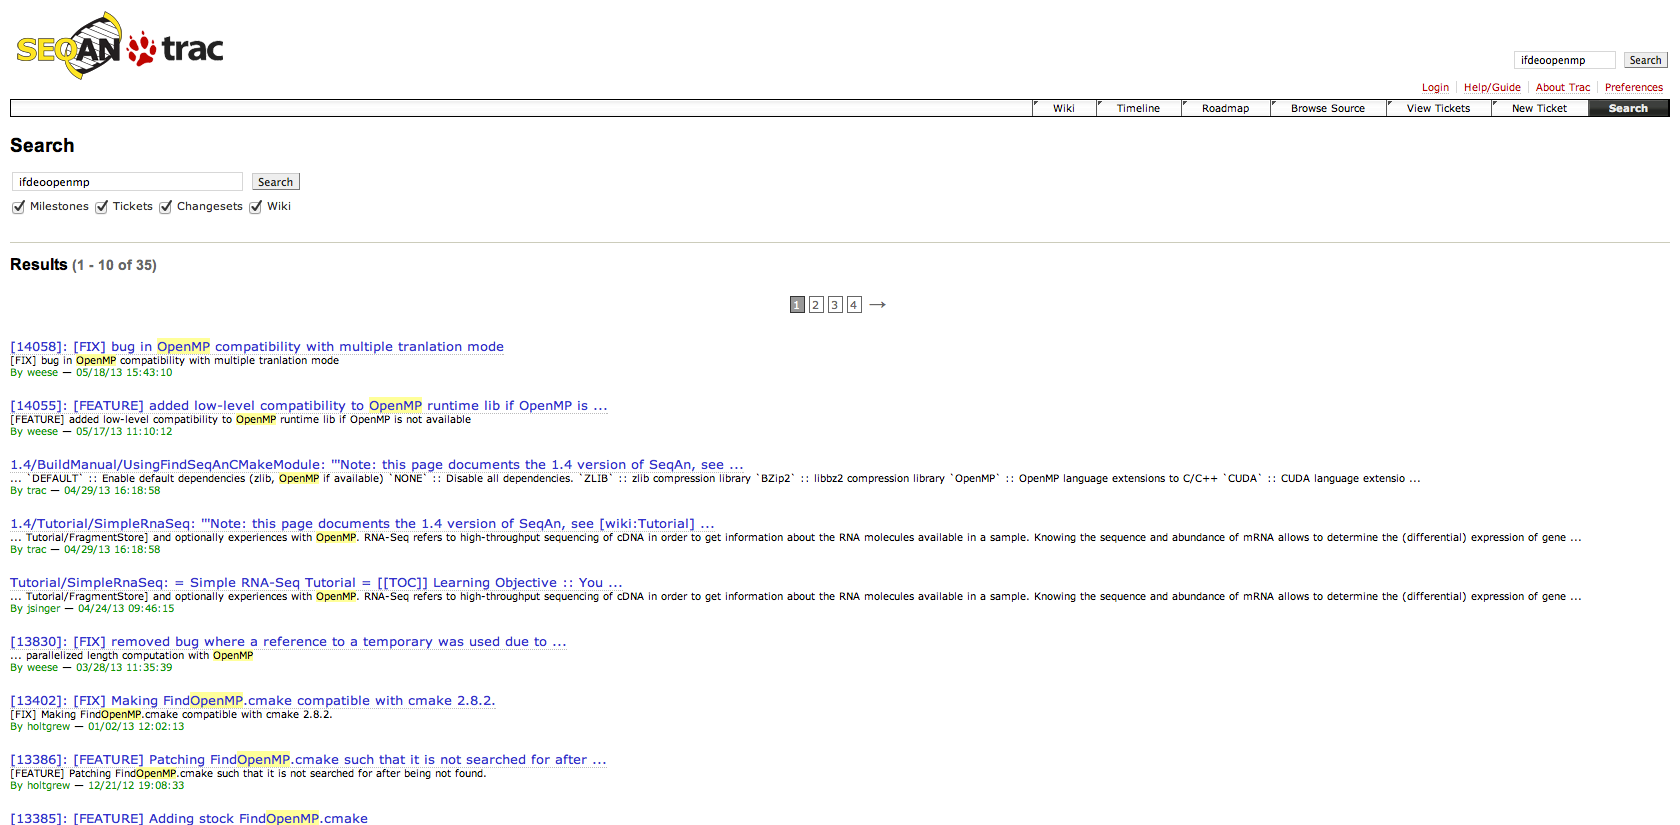 SEQAN trac
ifdeoopenmp Search
Login Help/Guide About Trac Preferences
Wiki Timeline Roadmap Browse Source View Tickets New Ticket Search
Search
ifdeoopenmp Search
Milestones Tickets Changesets Wiki
Results (1 - 10 of 35)
1 2 3 4 →
[14058]: [FIX] bug in OpenMP compatibility with multiple tranlation mode
[FIX] bug in OpenMP compatibility with multiple tranlation mode
By weese — 05/18/13 15:43:10
[14055]: [FEATURE] added low-level compatibility to OpenMP runtime lib if OpenMP is ...
[FEATURE] added low-level compatibility to OpenMP runtime lib if OpenMP is not available
By weese — 05/17/13 11:10:12
1.4/BuildManual/UsingFindSeqAnCMakeModule: '''Note: this page documents the 1.4 version of SeqAn, see ...
... `DEFAULT` :: Enable default dependencies (zlib, OpenMP if available) `NONE` :: Disable all dependencies. `ZLIB` :: zlib compression library `BZip2` :: libbz2 compression library `OpenMP` :: OpenMP language extensions to C/C++ `CUDA` :: CUDA language extensio ...
By trac — 04/29/13 16:18:58
1.4/Tutorial/SimpleRnaSeq: '''Note: this page documents the 1.4 version of SeqAn, see [wiki:Tutorial] ...
... Tutorial/FragmentStore] and optionally experiences with OpenMP. RNA-Seq refers to high-throughput sequencing of cDNA in order to get information about the RNA molecules available in a sample. Knowing the sequence and abundance of mRNA allows to determine the (differential) expression of gene ...
By trac — 04/29/13 16:18:58
Tutorial/SimpleRnaSeq: = Simple RNA-Seq Tutorial = [[TOC]] Learning Objective :: You ...
... Tutorial/FragmentStore] and optionally experiences with OpenMP. RNA-Seq refers to high-throughput sequencing of cDNA in order to get information about the RNA molecules available in a sample. Knowing the sequence and abundance of mRNA allows to determine the (differential) expression of gene ...
By jsinger — 04/24/13 09:46:15
[13830]: [FIX] removed bug where a reference to a temporary was used due to ...
... parallelized length computation with OpenMP
By weese — 03/28/13 11:35:39
[13402]: [FIX] Making FindOpenMP.cmake compatible with cmake 2.8.2.
[FIX] Making FindOpenMP.cmake compatible with cmake 2.8.2.
By holtgrew — 01/02/13 12:02:13
[13386]: [FEATURE] Patching FindOpenMP.cmake such that it is not searched for after ...
[FEATURE] Patching FindOpenMP.cmake such that it is not searched for after being not found.
By holtgrew — 12/21/12 19:08:33
[13385]: [FEATURE] Adding stock FindOpenMP.cmake